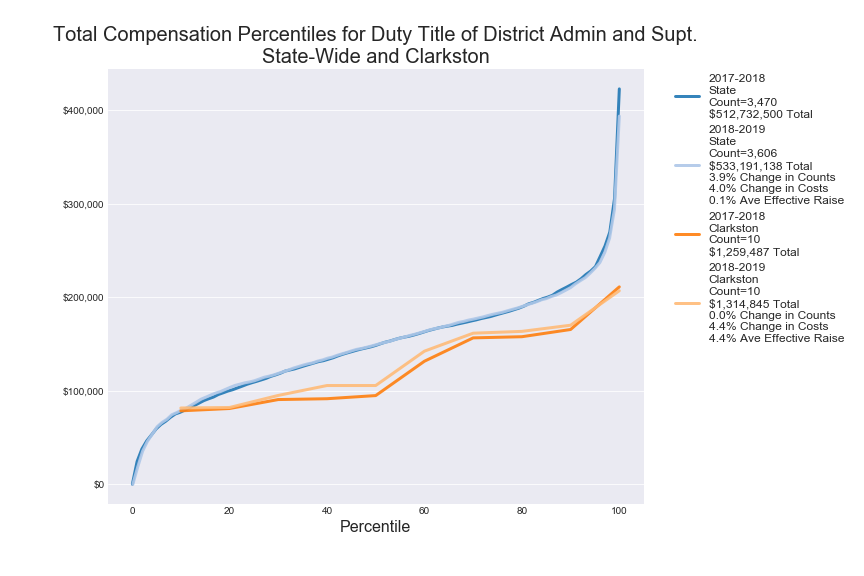 Total Compensation Percentiles for Duty Title of District Admin and Supt.
State-Wide and Clarkston
$400,000
$300,000
$200,000
$100,000
$0
0
20
40
60
80
100
Percentile
2017-2018
State
Count=3,470
$512,732,500 Total
2018-2019
State
Count=3,606
$533,191,138 Total
3.9% Change in Counts
4.0% Change in Costs
0.1% Ave Effective Raise
2017-2018
Clarkston
Count=10
$1,259,487 Total
2018-2019
Clarkston
Count=10
$1,314,845 Total
0.0% Change in Counts
4.4% Change in Costs
4.4% Ave Effective Raise